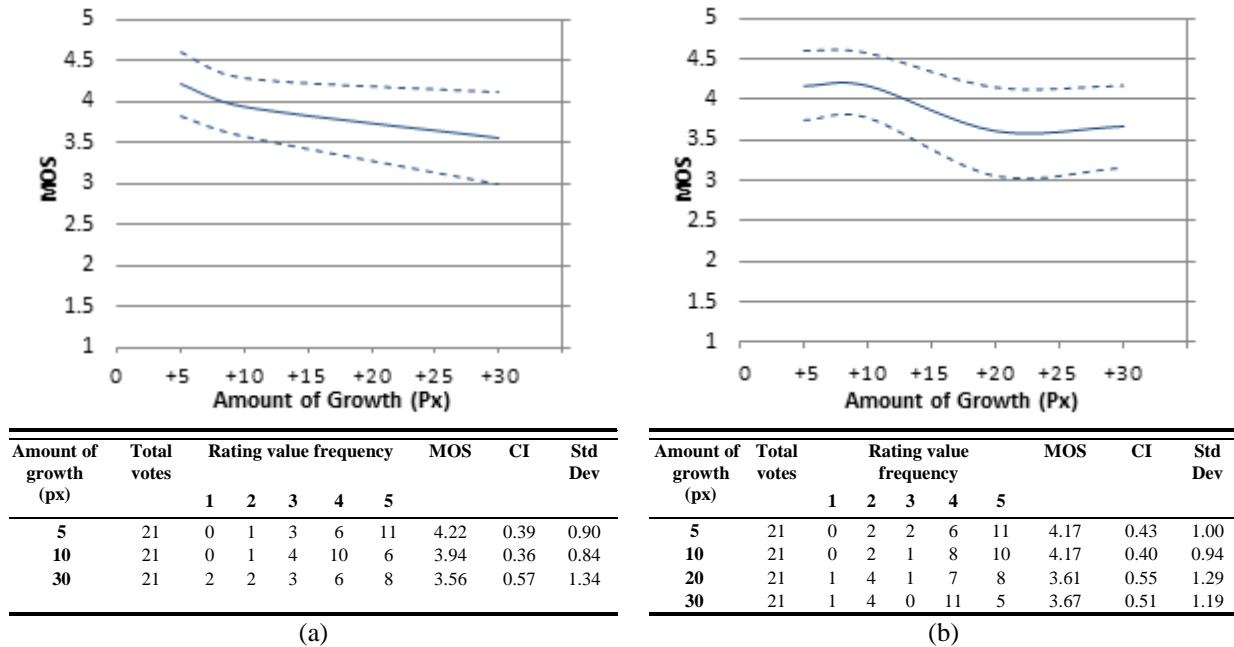 5
4.5
4
3.5
3
2.5
2
1.5
1
MOS
0 +5 +10 +15 +20 +25 +30
Amount of Growth (Px)
Amount of growth (px) Total votes Rating value frequency MOS CI Std Dev
1 2 3 4 5
5 21 0 1 3 6 11 4.22 0.39 0.90
10 21 0 1 4 10 6 3.94 0.36 0.84
30 21 2 2 3 6 8 3.56 0.57 1.34
(a)
5
4.5
4
3.5
3
2.5
2
1.5
1
MOS
0 +5 +10 +15 +20 +25 +30
Amount of Growth (Px)
Amount of growth (px) Total votes Rating value frequency MOS CI Std Dev
1 2 3 4 5
5 21 0 2 2 6 11 4.17 0.43 1.00
10 21 0 2 1 8 10 4.17 0.40 0.94
20 21 1 4 1 7 8 3.61 0.55 1.29
30 21 1 4 0 11 5 3.67 0.51 1.19
(b)